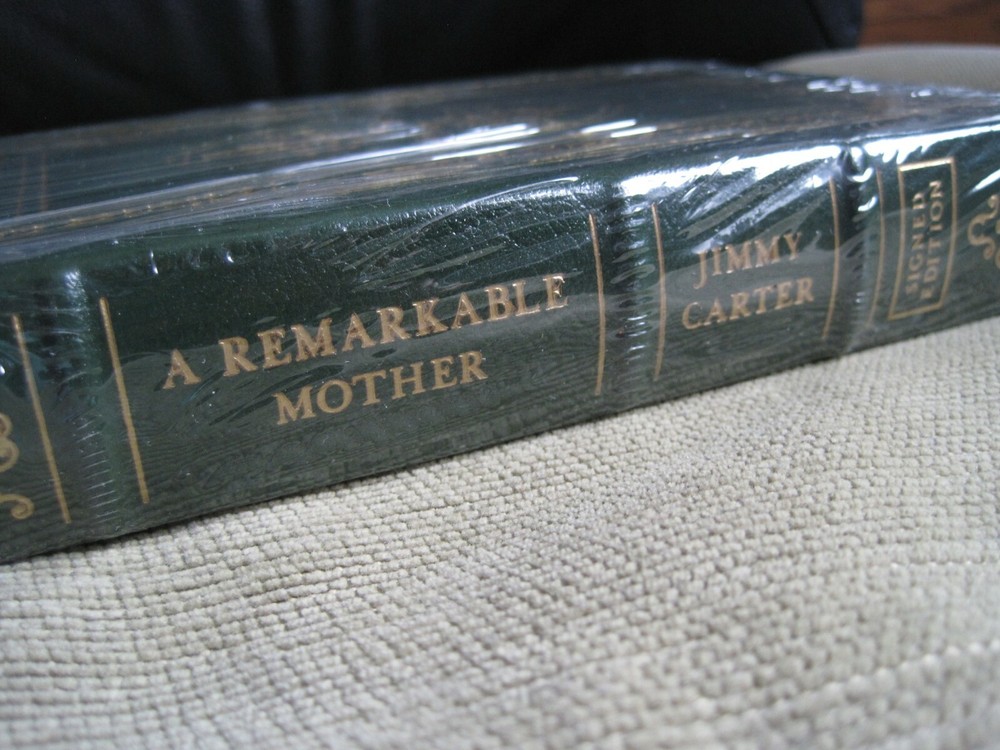 A REMARKABLE
MOTHER
JIMMY
CARTER
SIGNED
EDITION